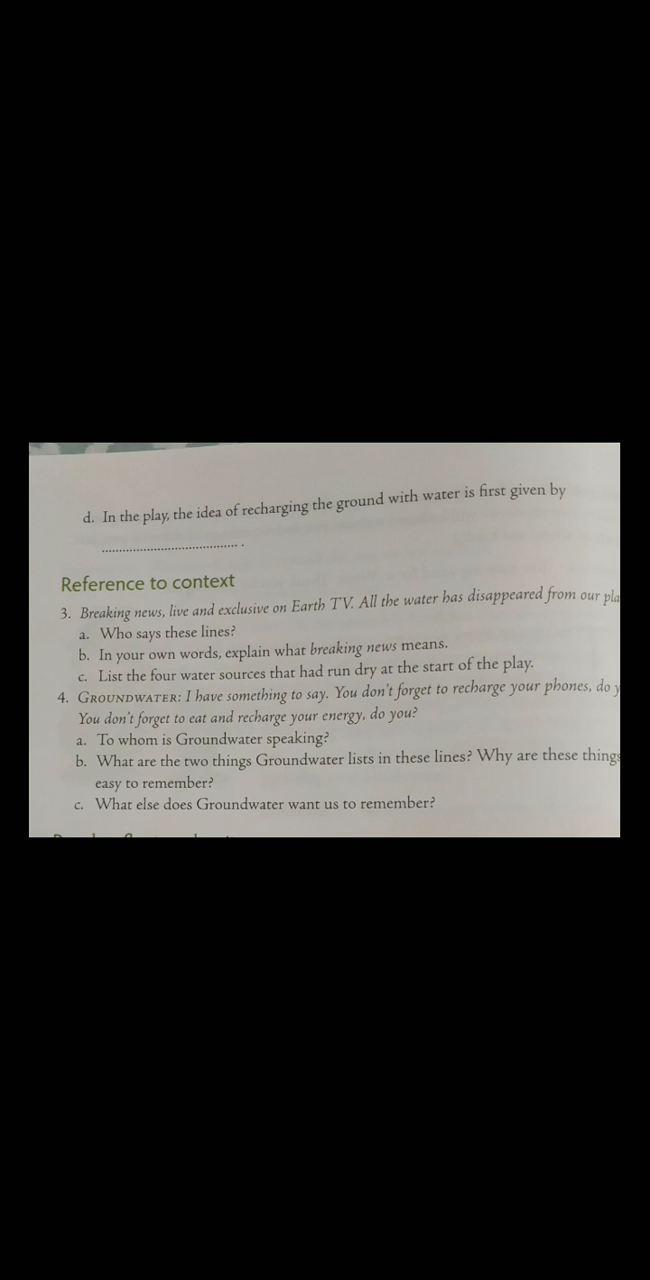 d. In the play, the idea of recharging the ground with water is first given by
........................................ .
Reference to context
3. Breaking news, live and exclusive on Earth TV. All the water has disappeared from our pla
a. Who says these lines?
b. In your own words, explain what breaking news means.
c. List the four water sources that had run dry at the start of the play.
4. GROUNDWATER: I have something to say. You don't forget to recharge your phones, do y
You don't forget to eat and recharge your energy, do you?
a. To whom is Groundwater speaking?
b. What are the two things Groundwater lists in these lines? Why are these things
easy to remember?
c. What else does Groundwater want us to remember?